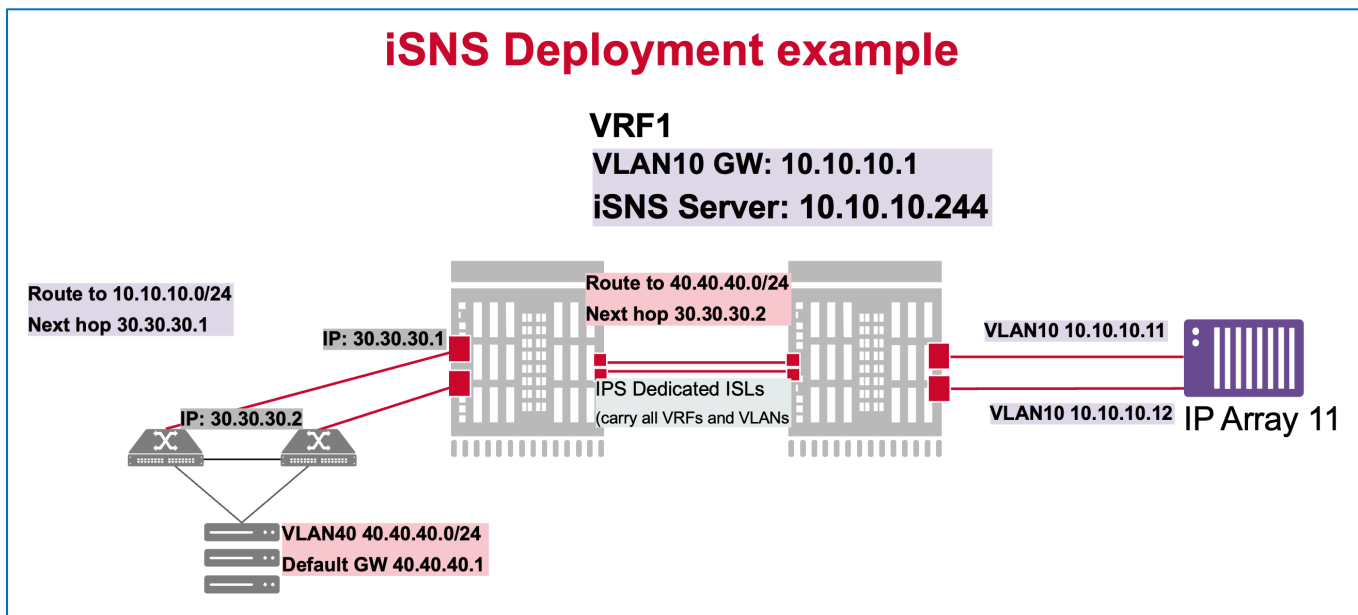 iSNS Deployment example
VRF1
VLAN10 GW: 10.10.10.1
iSNS Server: 10.10.10.244
Route to 10.10.10.0/24
Next hop 30.30.30.1
IP: 30.30.30.1
IP: 30.30.30.2
Route to 40.40.40.0/24
Next hop 30.30.30.2
IPS Dedicated ISLs
(carry all VRFs and VLANs
VLAN10 10.10.10.11
VLAN10 10.10.10.12
IP Array 11
VLAN40 40.40.40.0/24
Default GW 40.40.40.1